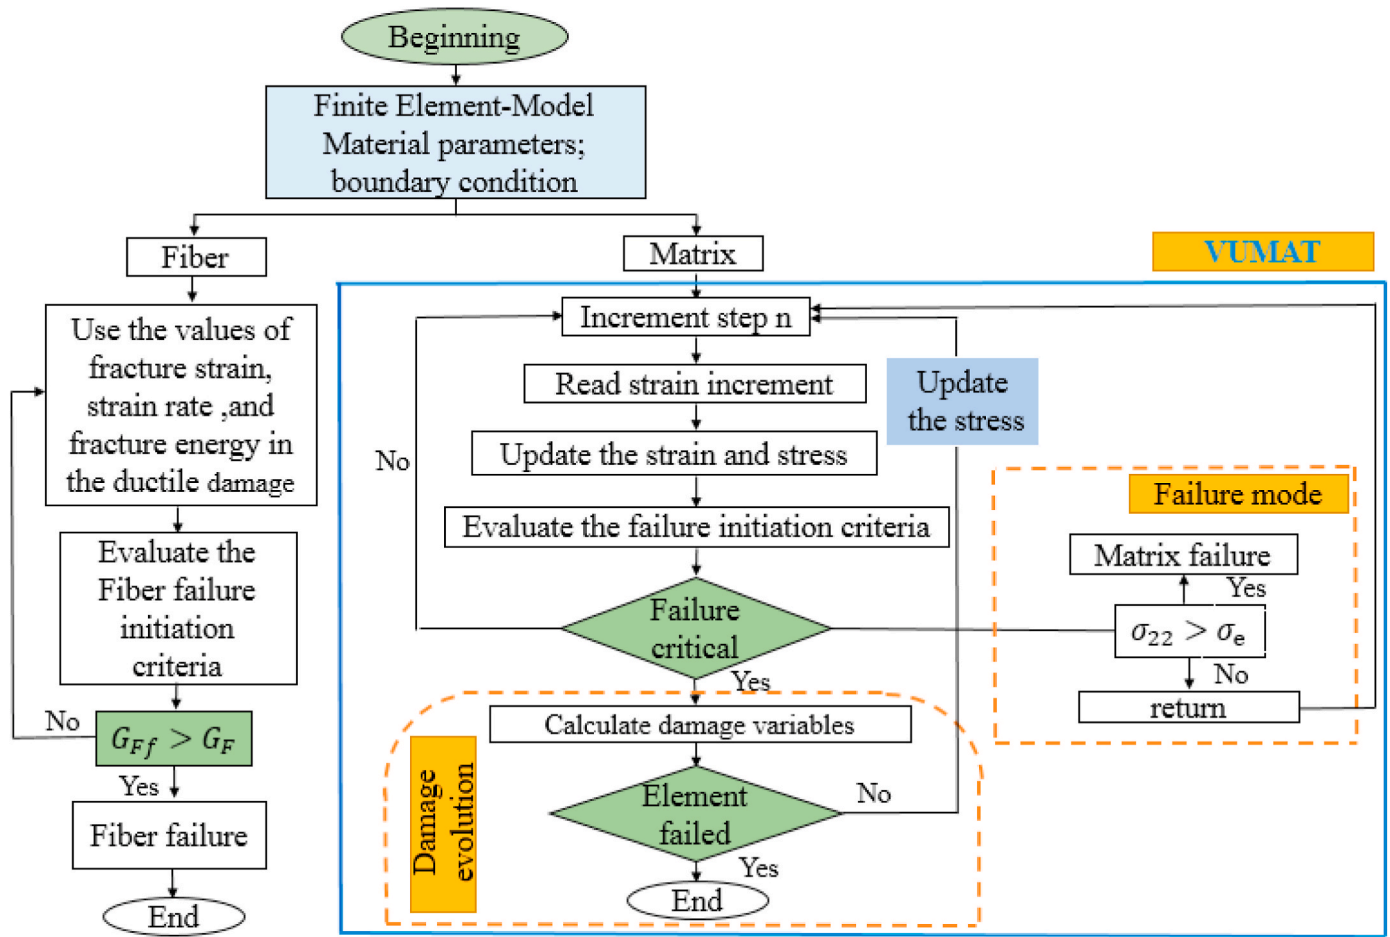 Beginning
Finite Element-Model
Material parameters;
boundary condition
Fiber
Matrix
VUMAT
Use the values of
fracture strain,
strain rate ,and
fracture energy in
the ductile damage
Increment step n
Read strain increment
Update
the stress
No
Update the strain and stress
Failure mode
Evaluate the failure initiation criteria
Evaluate the
Fiber failure
initiation
criteria
Matrix failure
Yes
Failure
critical
σ₂₂ > σₑ
No
Yes
return
No
G_{Ff} > G_F
Calculate damage variables
Yes
Damage
evolution
Element
failed
No
Fiber failure
Yes
End
End